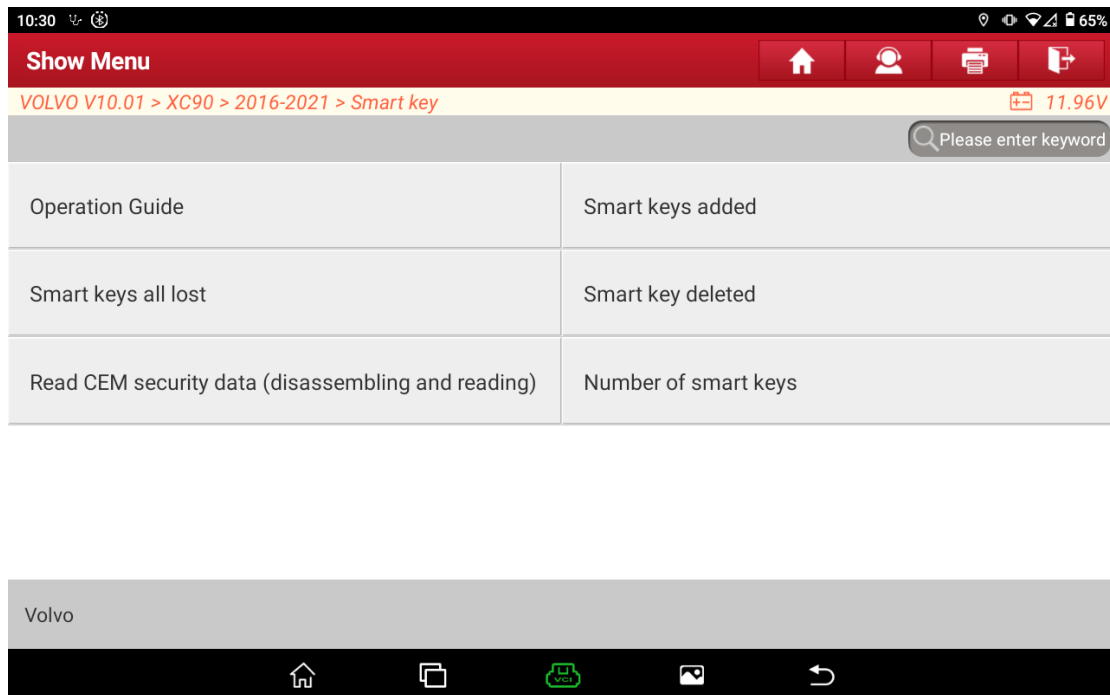 10:30 65%
Show Menu
VOLVO V10.01 > XC90 > 2016-2021 > Smart key 11.96V
Please enter keyword
Operation Guide Smart keys added
Smart keys all lost Smart key deleted
Read CEM security data (disassembling and reading) Number of smart keys
Volvo
VCI